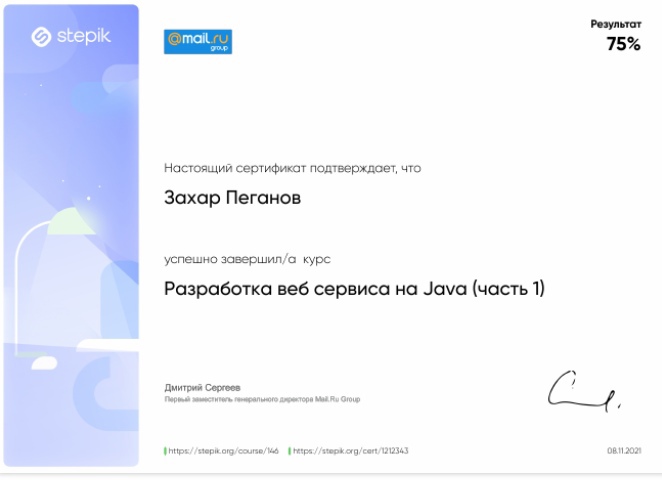 stepik
@mail.ru
group
Результат
75%
Настоящий сертификат подтверждает, что
Захар Пеганов
успешно завершил/а курс
Разработка веб сервиса на Java (часть 1)
Дмитрий Сергеев
Первый заместитель генерального директора Mail.Ru Group
https://stepik.org/course/146 https://stepik.org/cert/1212343
08.11.2021